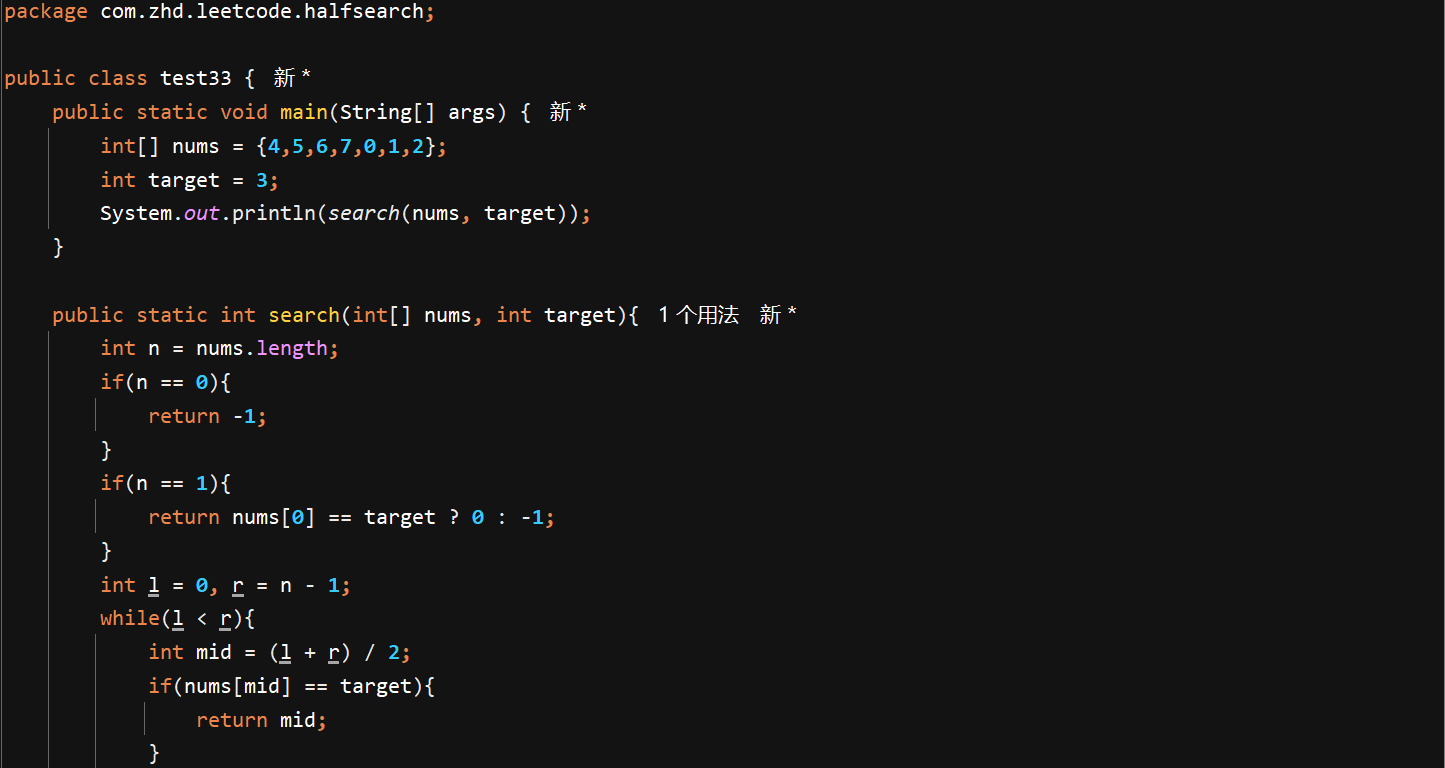 package com.zhd.leetcode.halfsearch;
public class test33 { 新 *
public static void main(String[] args) { 新 *
int[] nums = {4,5,6,7,0,1,2};
int target = 3;
System.out.println(search(nums, target));
}
public static int search(int[] nums, int target){ 1 个用法 新 *
int n = nums.length;
if(n == 0){
return -1;
}
if(n == 1){
return nums[0] == target ? 0 : -1;
}
int l = 0, r = n - 1;
while(l < r){
int mid = (l + r) / 2;
if(nums[mid] == target){
return mid;
}